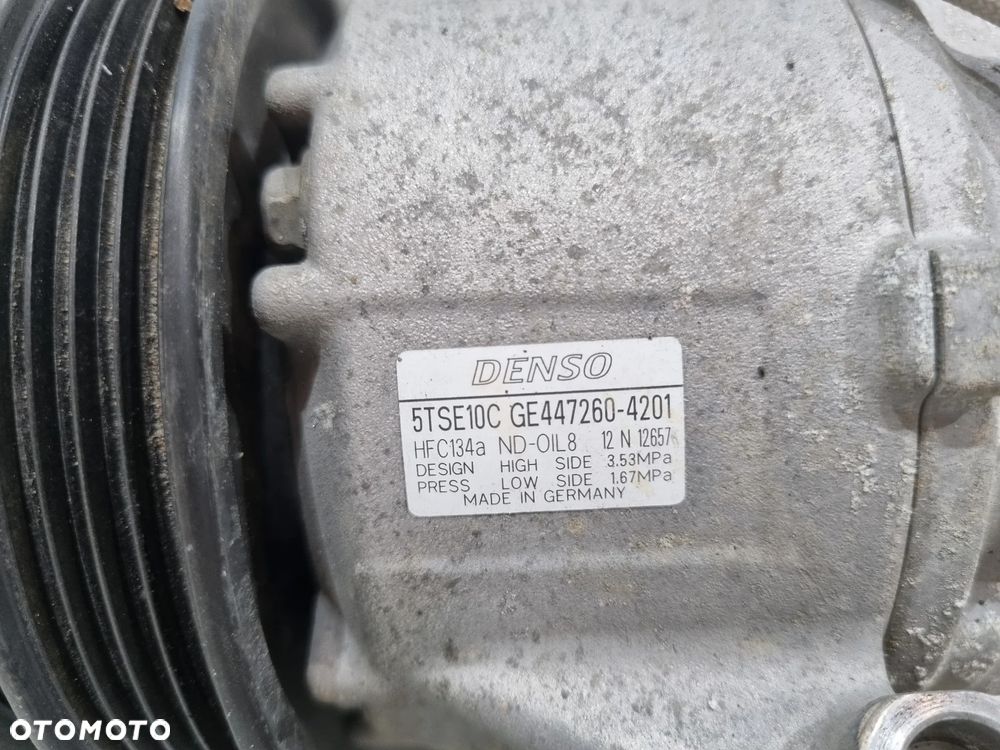 DENSO
5TSE10C GE447260-4201
HFC134a ND-OIL8 12 N 12657
DESIGN HIGH SIDE 3.53MPa
PRESS LOW SIDE 1.67MPa
MADE IN GERMANY
OTOMOTO